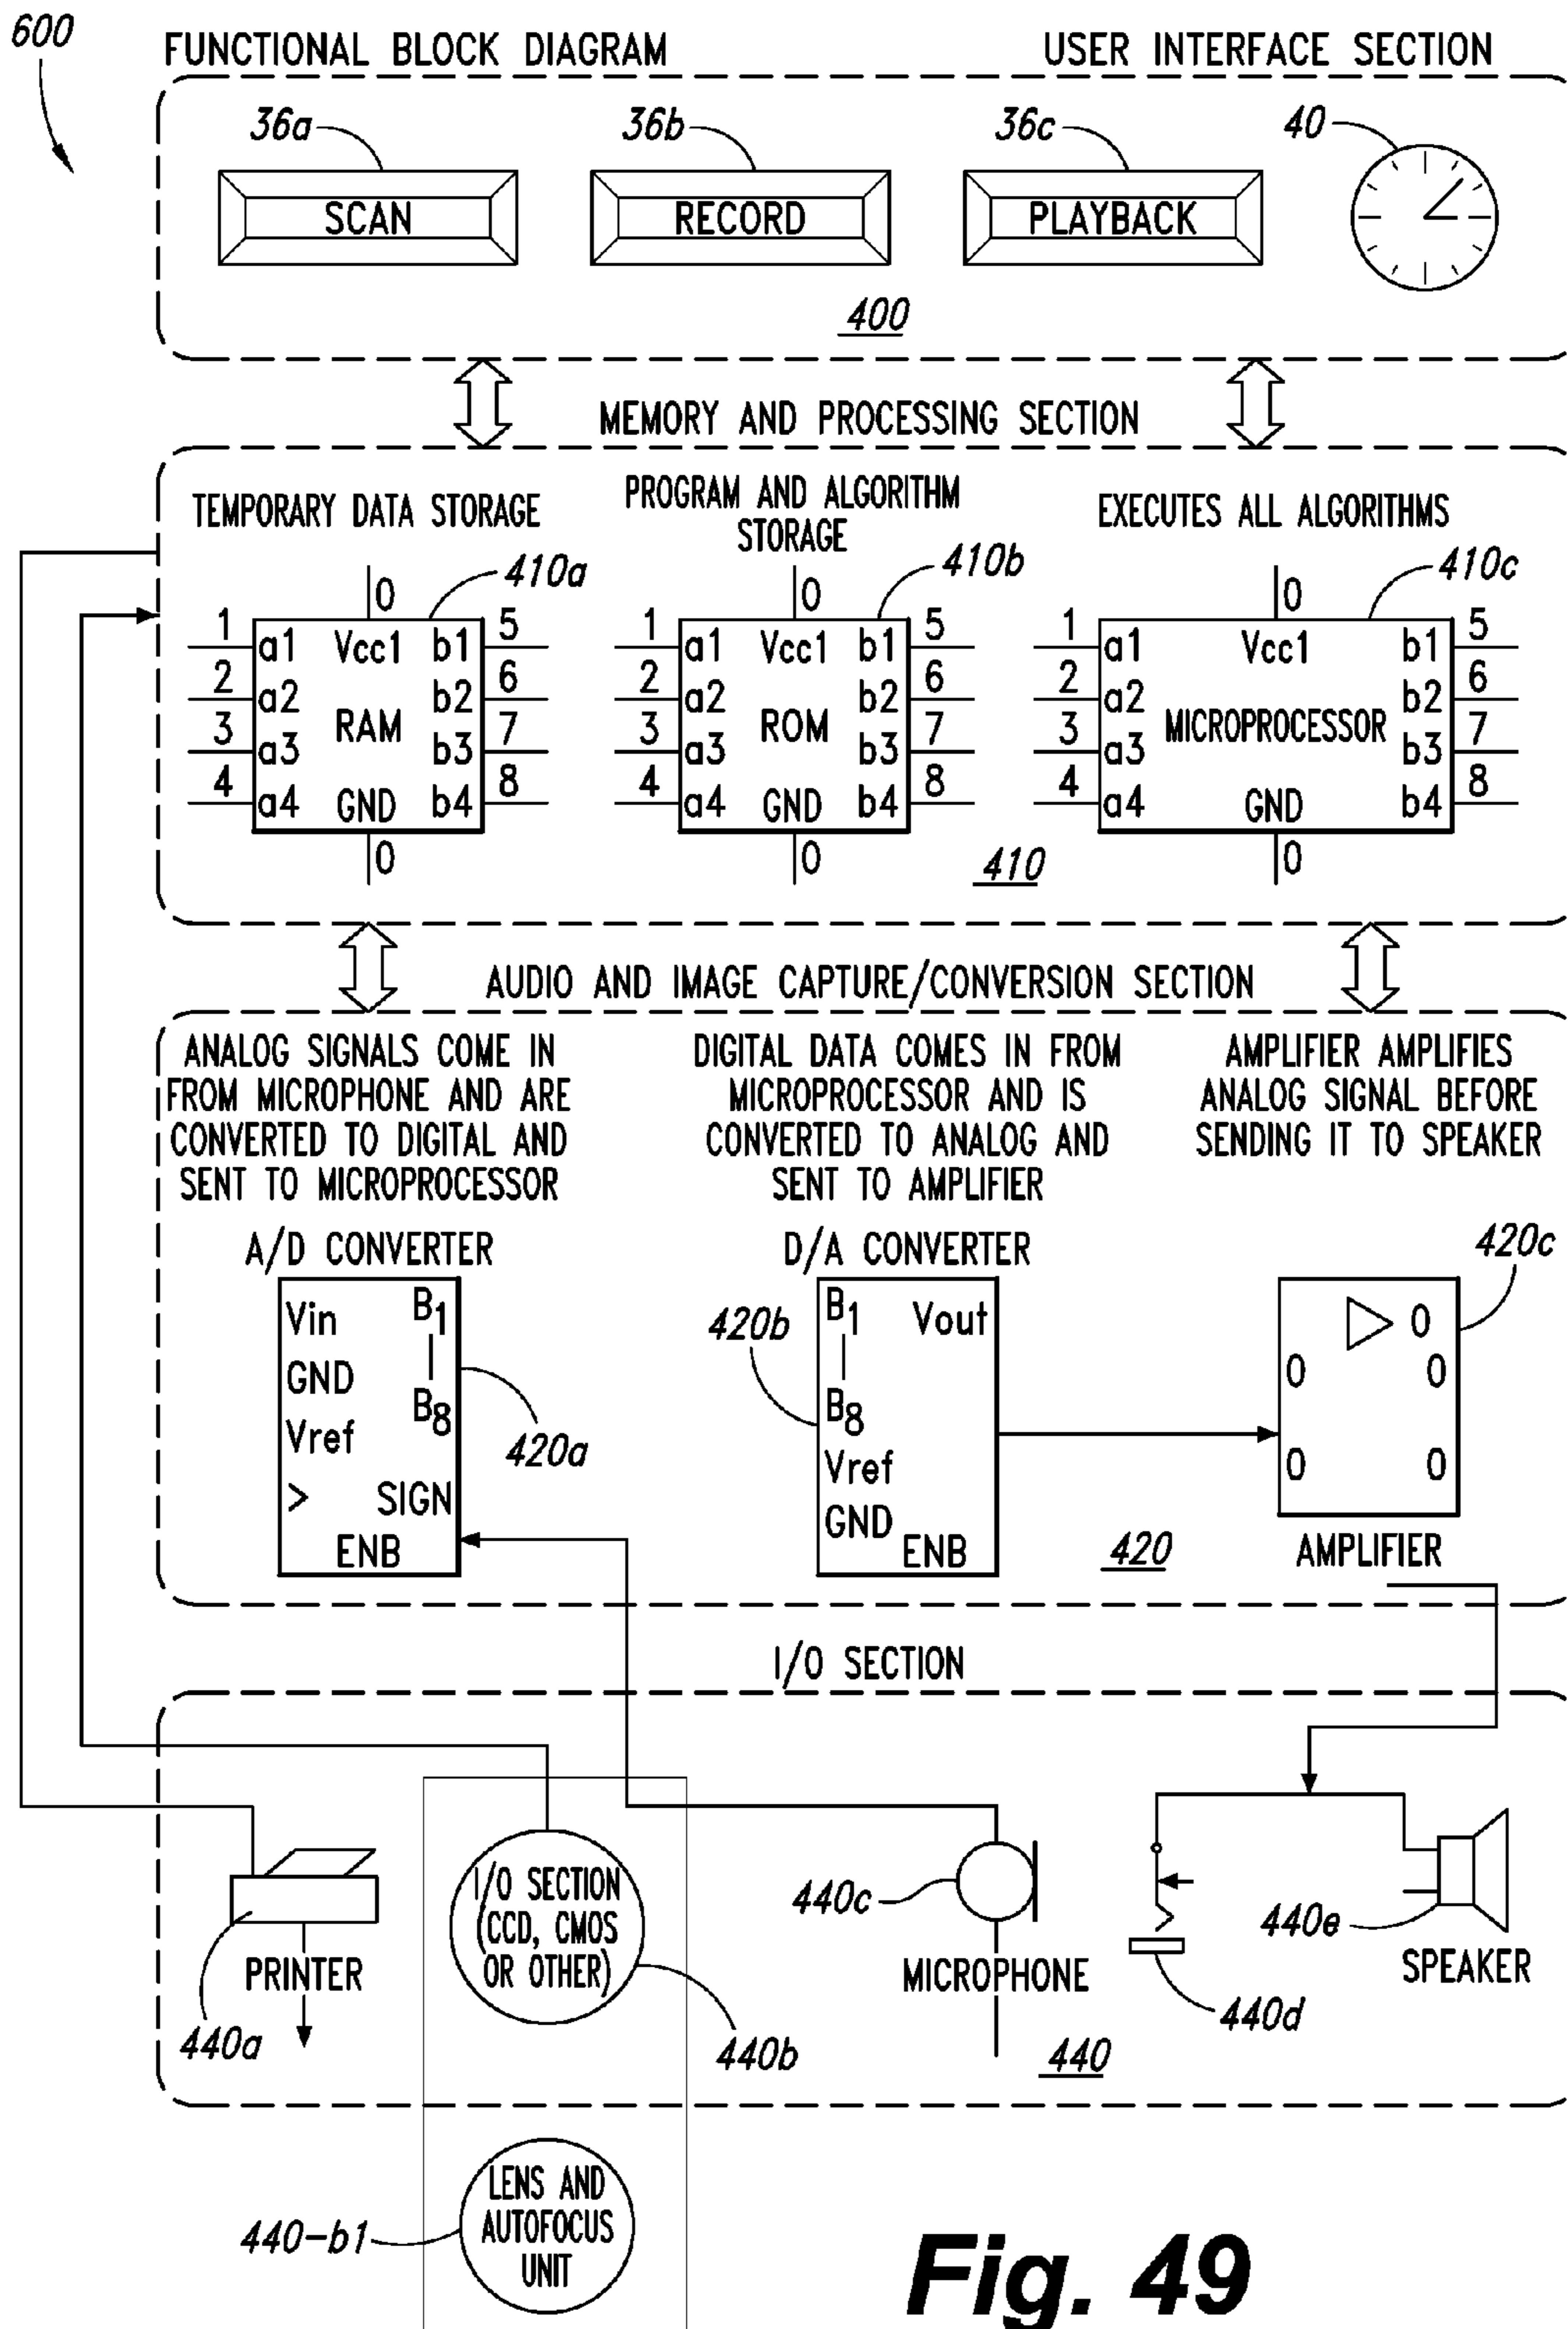 600
FUNCTIONAL BLOCK DIAGRAM
USER INTERFACE SECTION
36a
36b
36c
40
SCAN
RECORD
PLAYBACK
400
MEMORY AND PROCESSING SECTION
TEMPORARY DATA STORAGE
PROGRAM AND ALGORITHM
STORAGE
EXECUTES ALL ALGORITHMS
410a
410b
410c
0
1 a1 Vcc1 b1 5
2 a2 b2 6
RAM
3 a3 b3 7
4 a4 GND b4 8
0
0
1 a1 Vcc1 b1 5
2 a2 b2 6
ROM
3 a3 b3 7
4 a4 GND b4 8
0
0
1 a1 Vcc1 b1 5
2 a2 b2 6
MICROPROCESSOR
3 a3 b3 7
4 a4 GND b4 8
0
410
AUDIO AND IMAGE CAPTURE/CONVERSION SECTION
ANALOG SIGNALS COME IN
FROM MICROPHONE AND ARE
CONVERTED TO DIGITAL AND
SENT TO MICROPROCESSOR
DIGITAL DATA COMES IN FROM
MICROPROCESSOR AND IS
CONVERTED TO ANALOG AND
SENT TO AMPLIFIER
AMPLIFIER AMPLIFIES
ANALOG SIGNAL BEFORE
SENDING IT TO SPEAKER
A/D CONVERTER
Vin B1
GND
B8
Vref
> SIGN
ENB
420a
D/A CONVERTER
B1 Vout
B8
Vref
GND
ENB
420b
420c
0
0 0
0 0
AMPLIFIER
420
I/O SECTION
I/O SECTION
(CCD, CMOS
OR OTHER)
PRINTER
440a
440b
440c
MICROPHONE
440d
440e
SPEAKER
440
LENS AND
AUTOFOCUS
UNIT
440-b1
Fig. 49